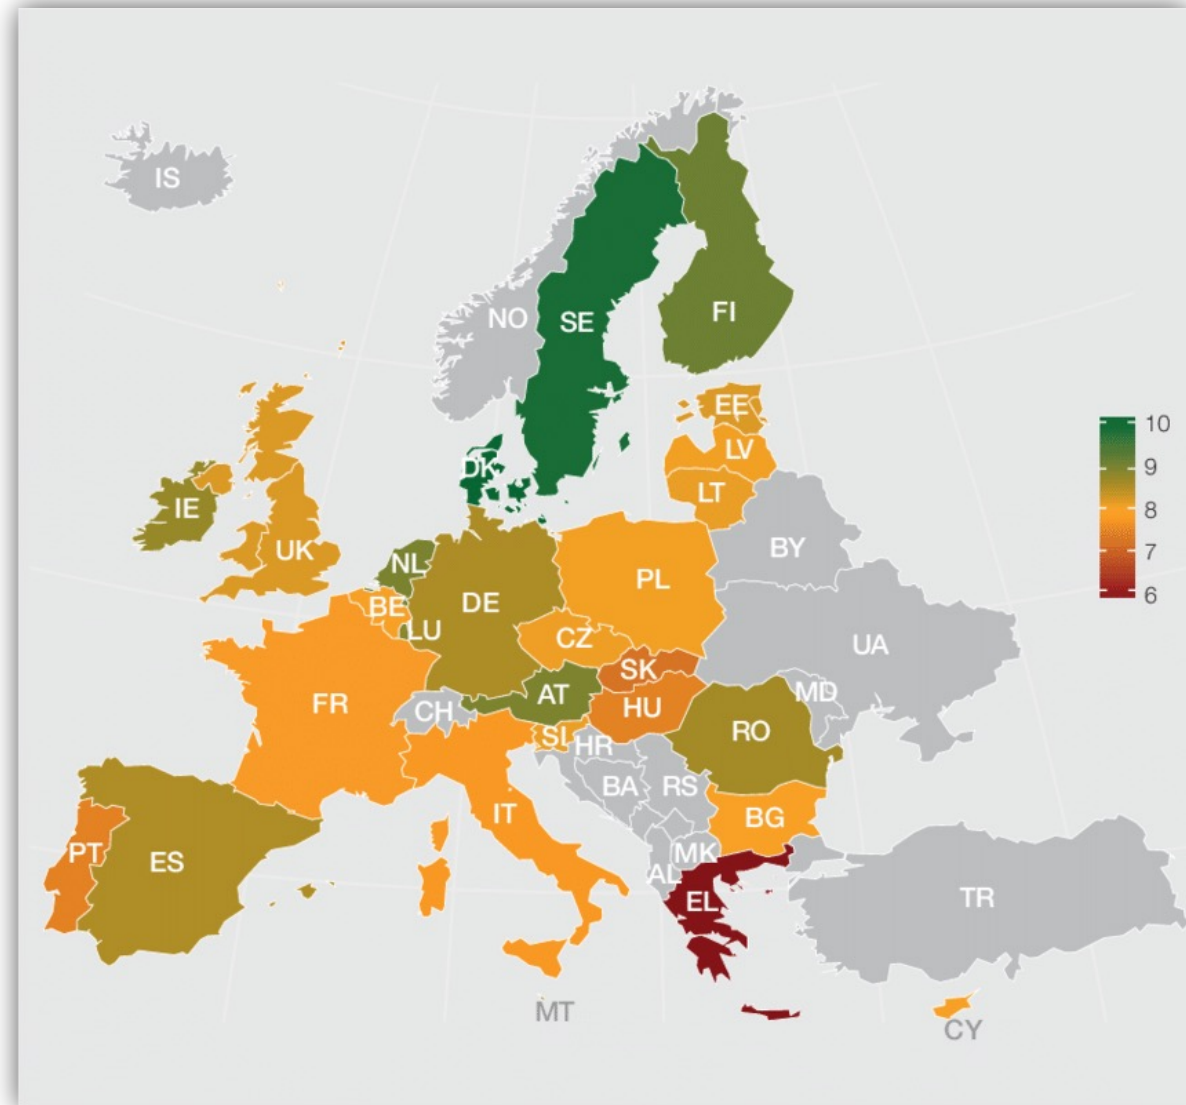 IS
NO
SE
FI
EE
10
LV
DK
9
LT
IE
8
BY
UK
NL
7
PL
DE
6
BE
LU
CZ
UA
SK
AT
MD
FR
HU
CH
RO
SI
HR
BA
RS
IT
BG
PT
MK
ES
AL
EL
TR
MT
CY